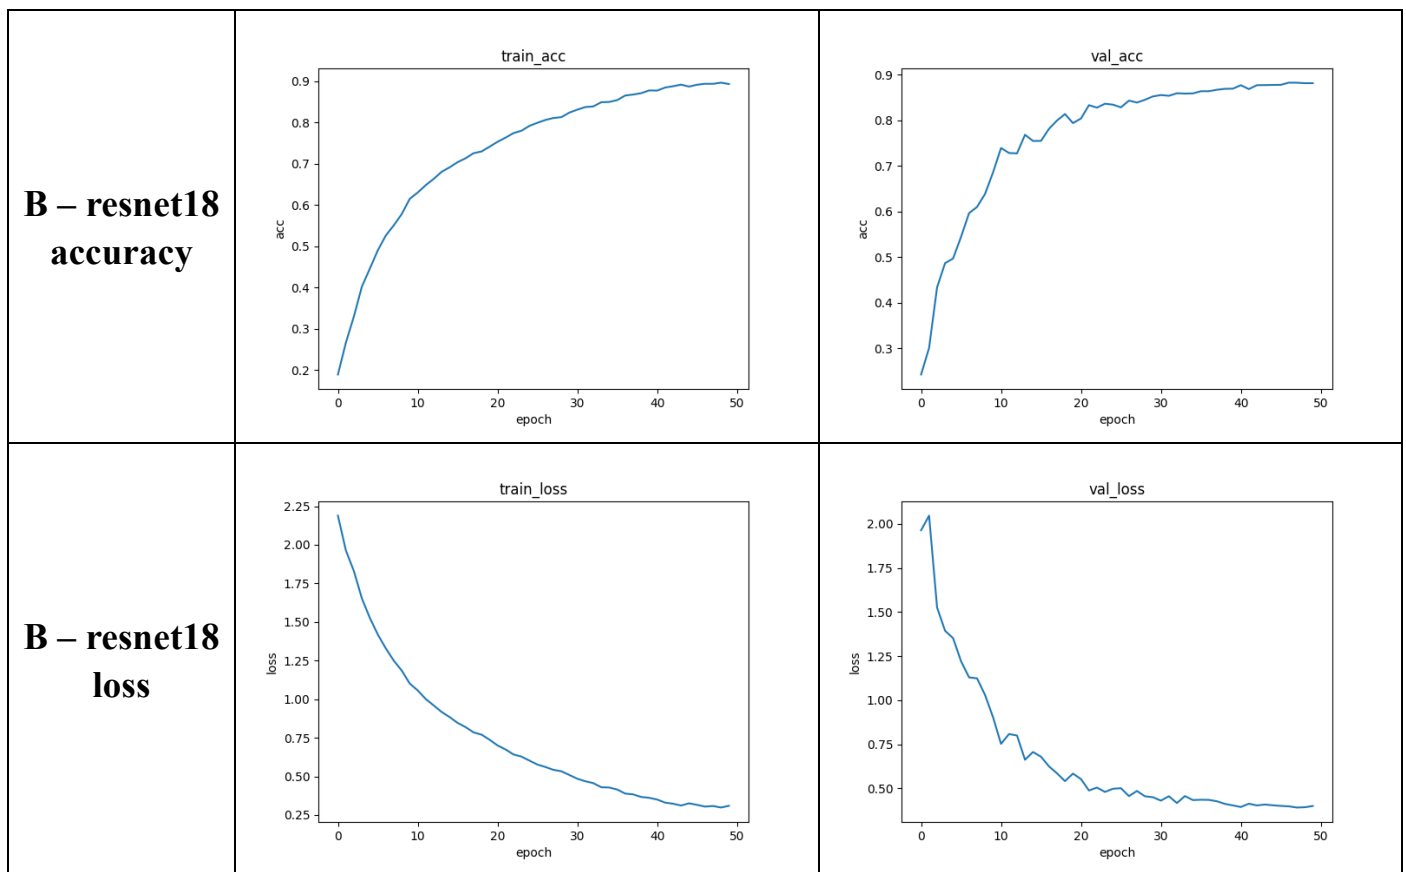 B – resnet18
accuracy
train_acc
acc
0.9
0.8
0.7
0.6
0.5
0.4
0.3
0.2
0 10 20 30 40 50
epoch
val_acc
acc
0.9
0.8
0.7
0.6
0.5
0.4
0.3
0 10 20 30 40 50
epoch
B – resnet18
loss
train_loss
loss
2.25
2.00
1.75
1.50
1.25
1.00
0.75
0.50
0.25
0 10 20 30 40 50
epoch
val_loss
loss
2.00
1.75
1.50
1.25
1.00
0.75
0.50
0 10 20 30 40 50
epoch